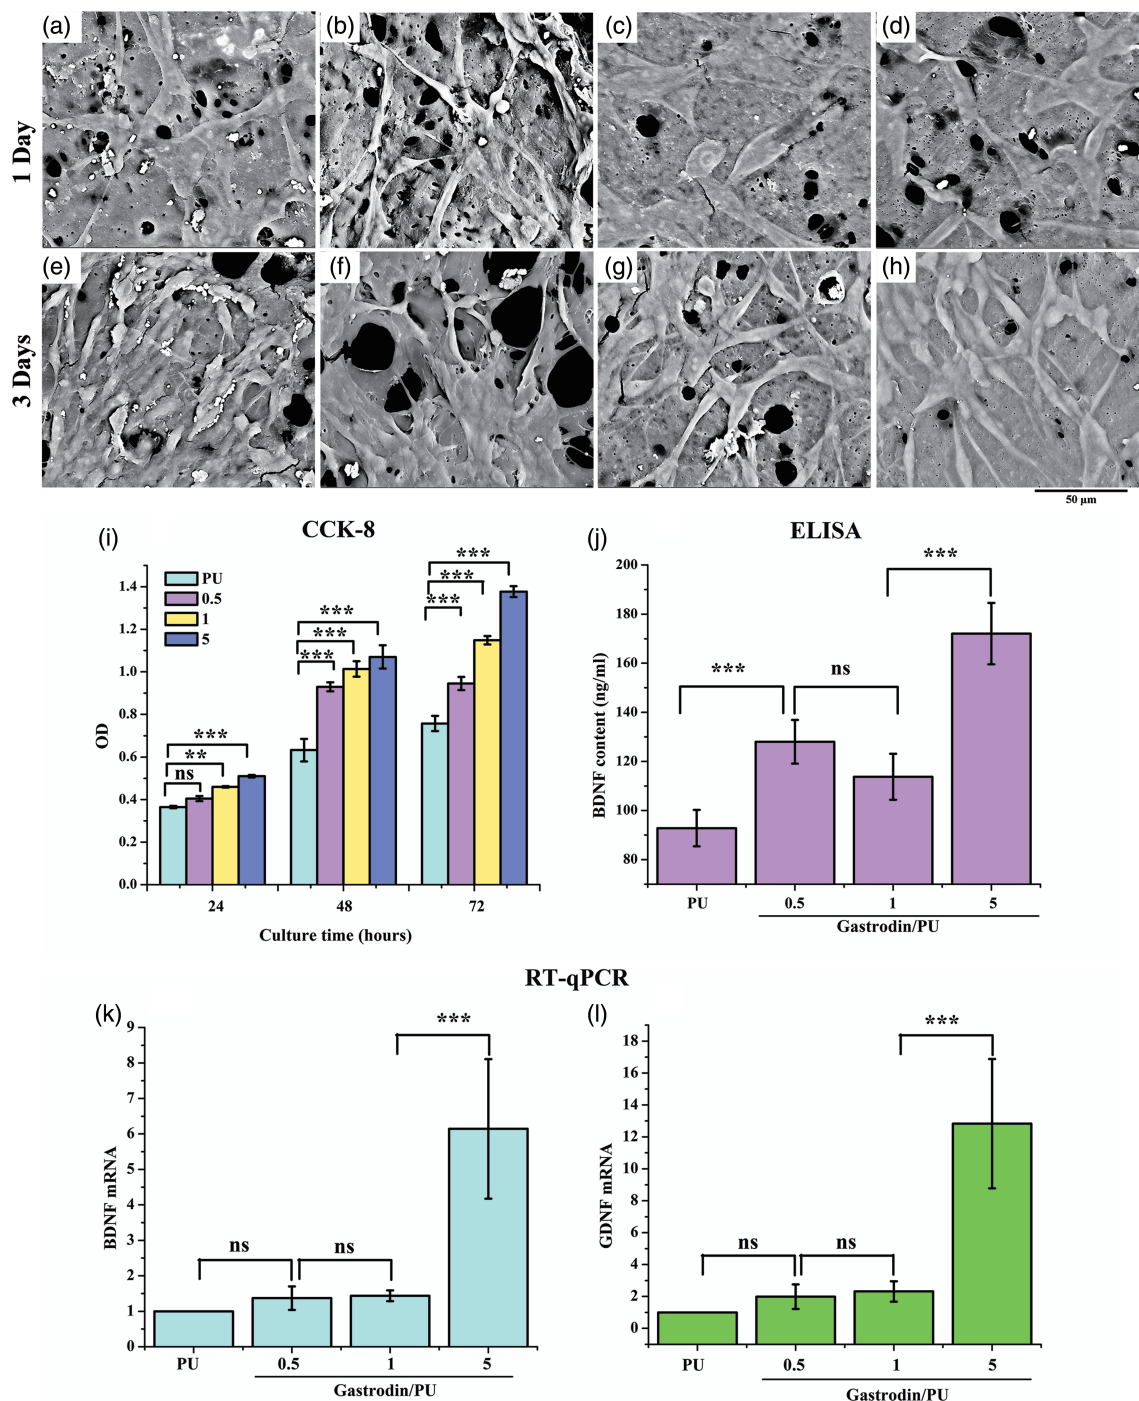 (a) (b) (c) (d)
1 Day
(e) (f) (g) (h)
3 Days
50 μm
(i) CCK-8
PU
0.5
1
5
1.4
1.2
1.0
0.8
0.6
0.4
0.2
0.0
OD
ns ** ***
*** *** ***
*** *** ***
24 48 72
Culture time (hours)
(j) ELISA
200
180
160
140
120
100
80
BDNF content (ng/ml)
*** ns ***
PU 0.5 1 5
Gastrodin/PU
RT-qPCR
(k)
9
8
7
6
5
4
3
2
1
0
BDNF mRNA
ns ns ***
PU 0.5 1 5
Gastrodin/PU
(l)
18
16
14
12
10
8
6
4
2
0
GDNF mRNA
ns ns ***
PU 0.5 1 5
Gastrodin/PU